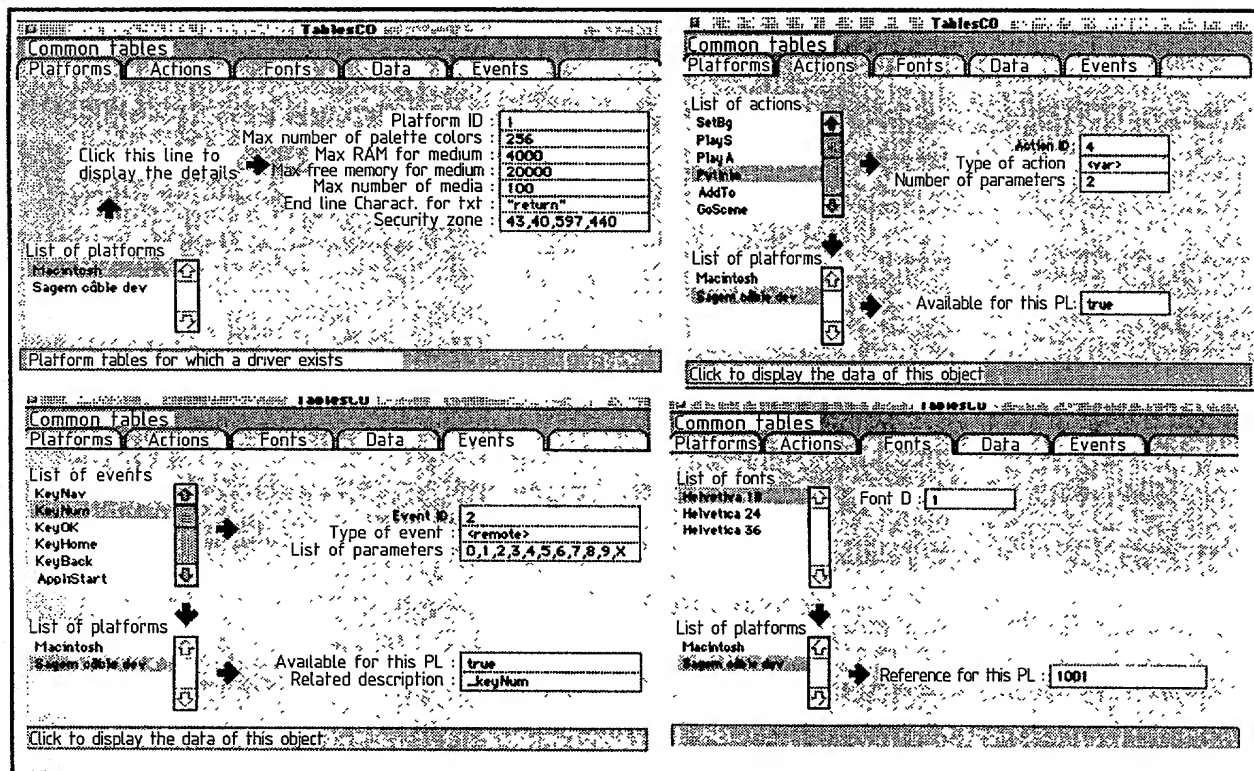 TablesCO
Common tables
Platforms Actions Fonts Data Events
Platform ID : 1
Max number of palette colors : 256
Max RAM for medium : 4000
Max free memory for medium : 20000
Max number of media : 100
End line Charact. for txt : "return"
Security zone 43,40,597,440
Click this line to
display the details
List of platforms
Macintosh
Sagem câble dev
Platform tables for which a driver exists
TablesCO
Common tables
Platforms Actions Fonts Data Events
List of actions
SetBg
PlayS
PlayA
PutInto
AddTo
GoScene
Action ID : 4
Type of action <var>
Number of parameters : 2
List of platforms
Macintosh
Sagem câble dev
Available for this PL: true
Click to display the data of this object
TablesCO
Common tables
Platforms Actions Fonts Data Events
List of events
KeyNav
KeyNum
KeyOK
KeyHome
KeyBack
AppliStart
Event ID : 2
Type of event : <remote>
List of parameters : 0,1,2,3,4,5,6,7,8,9,X
List of platforms
Macintosh
Sagem câble dev
Available for this PL : true
Related description : _keyNum
Click to display the data of this object
TablesCO
Common tables
Platforms Actions Fonts Data Events
List of fonts
Helvetica 18
Helvetica 24
Helvetica 36
Font D : 1
List of platforms
Macintosh
Sagem câble dev
Reference for this PL : 1001